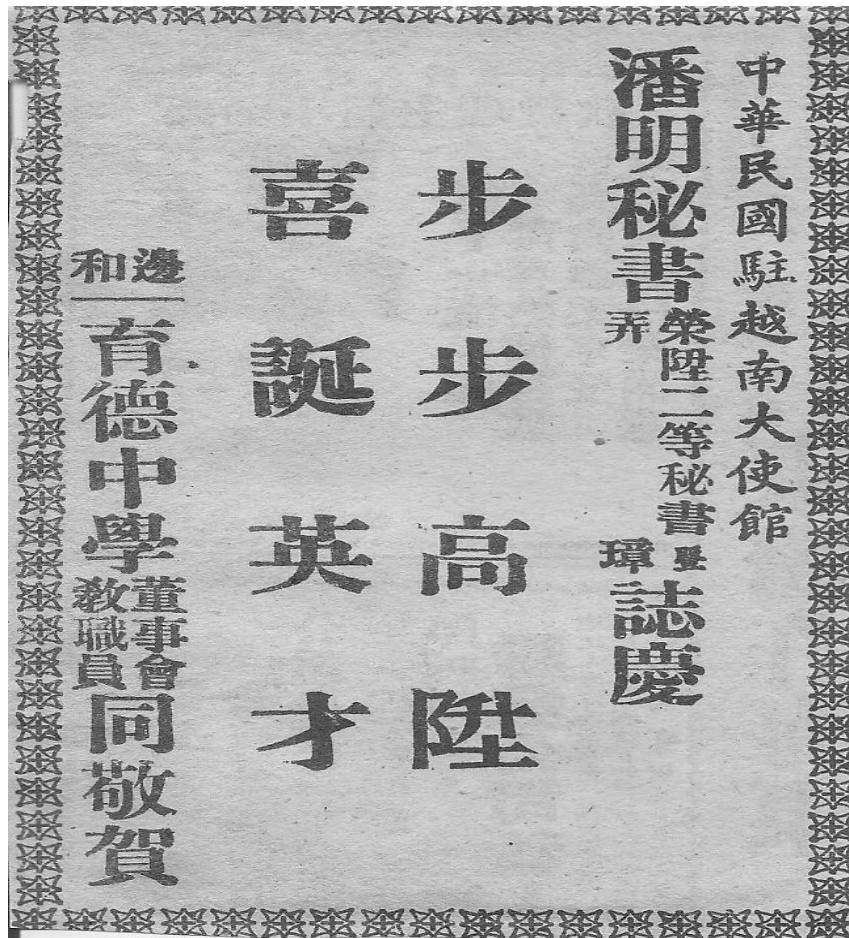 中華民國駐越南大使館
潘明秘書榮陞二等秘書暨弄璋誌慶
步步高陞
喜誕英才
邊和育德中學董事會教職員同敬賀